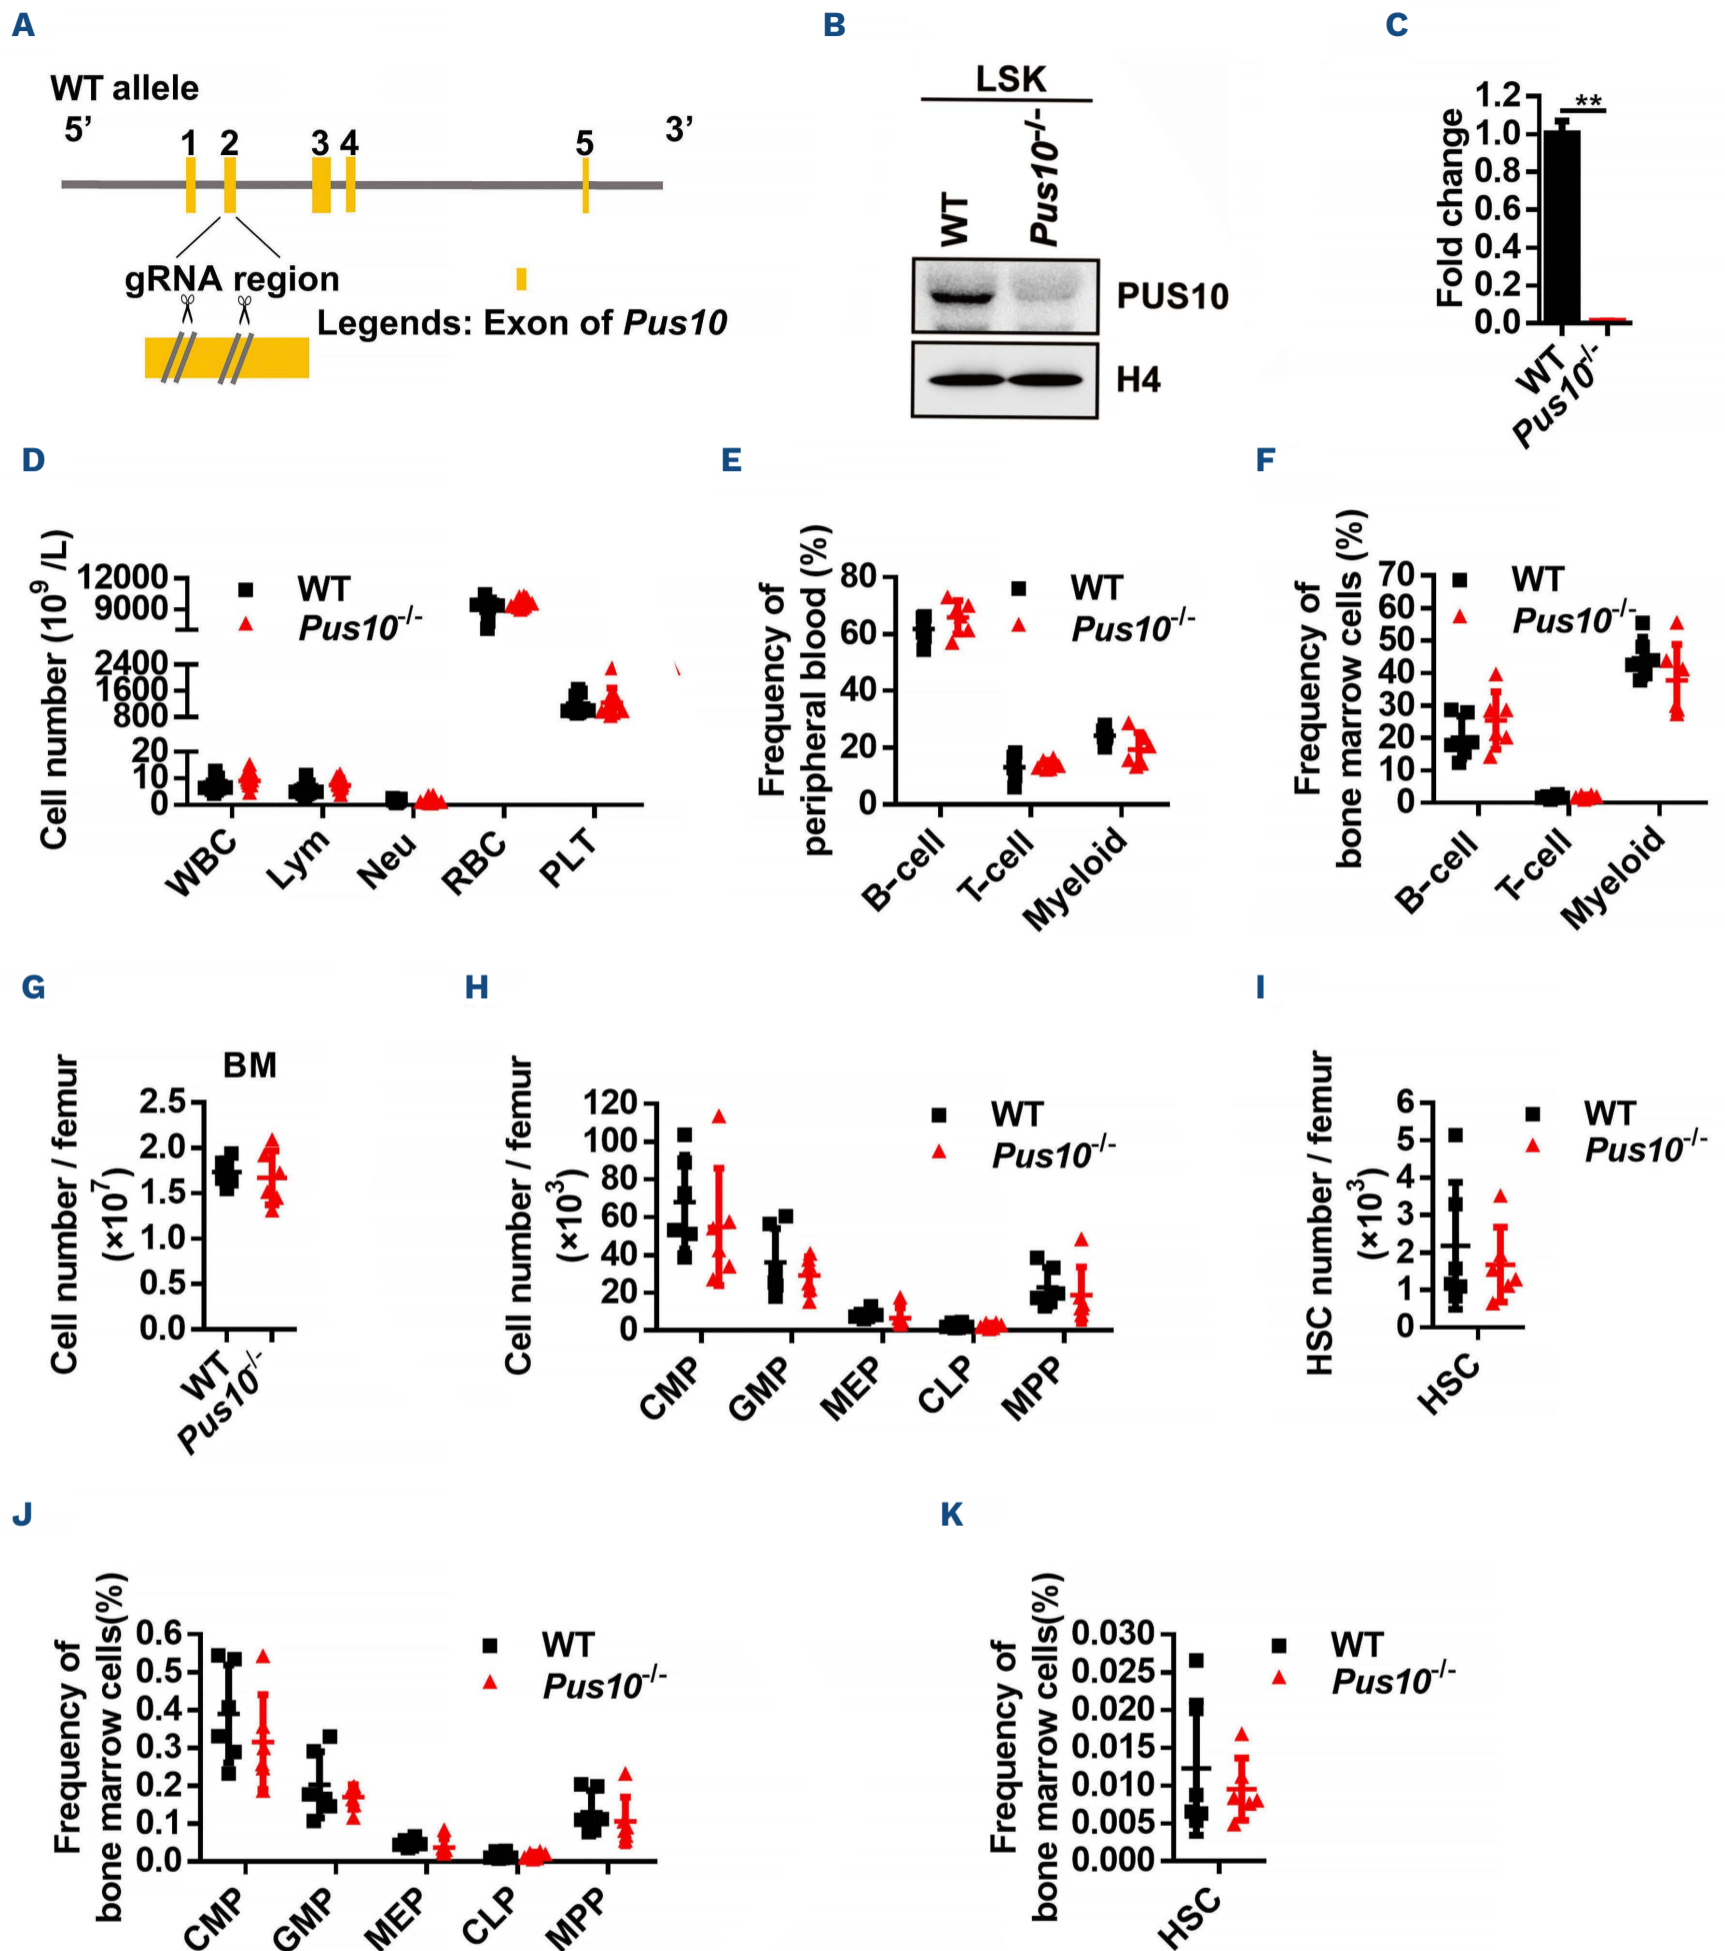 A
WT allele
5’
1
2
3
4
5
3’
gRNA region
Legends: Exon of Pus10
B
LSK
WT
Pus10-/-
PUS10
H4
C
Fold change
1.2
1.0
0.8
0.6
0.4
0.2
0.0
**
WT
Pus10-/-
D
Cell number (10⁹ /L)
12000
9000
2400
1600
800
20
10
0
WT
Pus10-/-
WBC
Lym
Neu
RBC
PLT
E
Frequency of
peripheral blood (%)
80
60
40
20
0
WT
Pus10-/-
B-cell
T-cell
Myeloid
F
Frequency of
bone marrow cells (%)
70
60
50
40
30
20
10
0
WT
Pus10-/-
B-cell
T-cell
Myeloid
G
BM
Cell number / femur
(×10⁷)
2.5
2.0
1.5
1.0
0.5
0.0
WT
Pus10-/-
H
Cell number / femur
(×10³)
120
100
80
60
40
20
0
WT
Pus10-/-
CMP
GMP
MEP
CLP
MPP
I
HSC number / femur
(×10³)
6
5
4
3
2
1
0
WT
Pus10-/-
HSC
J
Frequency of
bone marrow cells(%)
0.6
0.5
0.4
0.3
0.2
0.1
0.0
WT
Pus10-/-
CMP
GMP
MEP
CLP
MPP
K
Frequency of
bone marrow cells(%)
0.030
0.025
0.020
0.015
0.010
0.005
0.000
WT
Pus10-/-
HSC